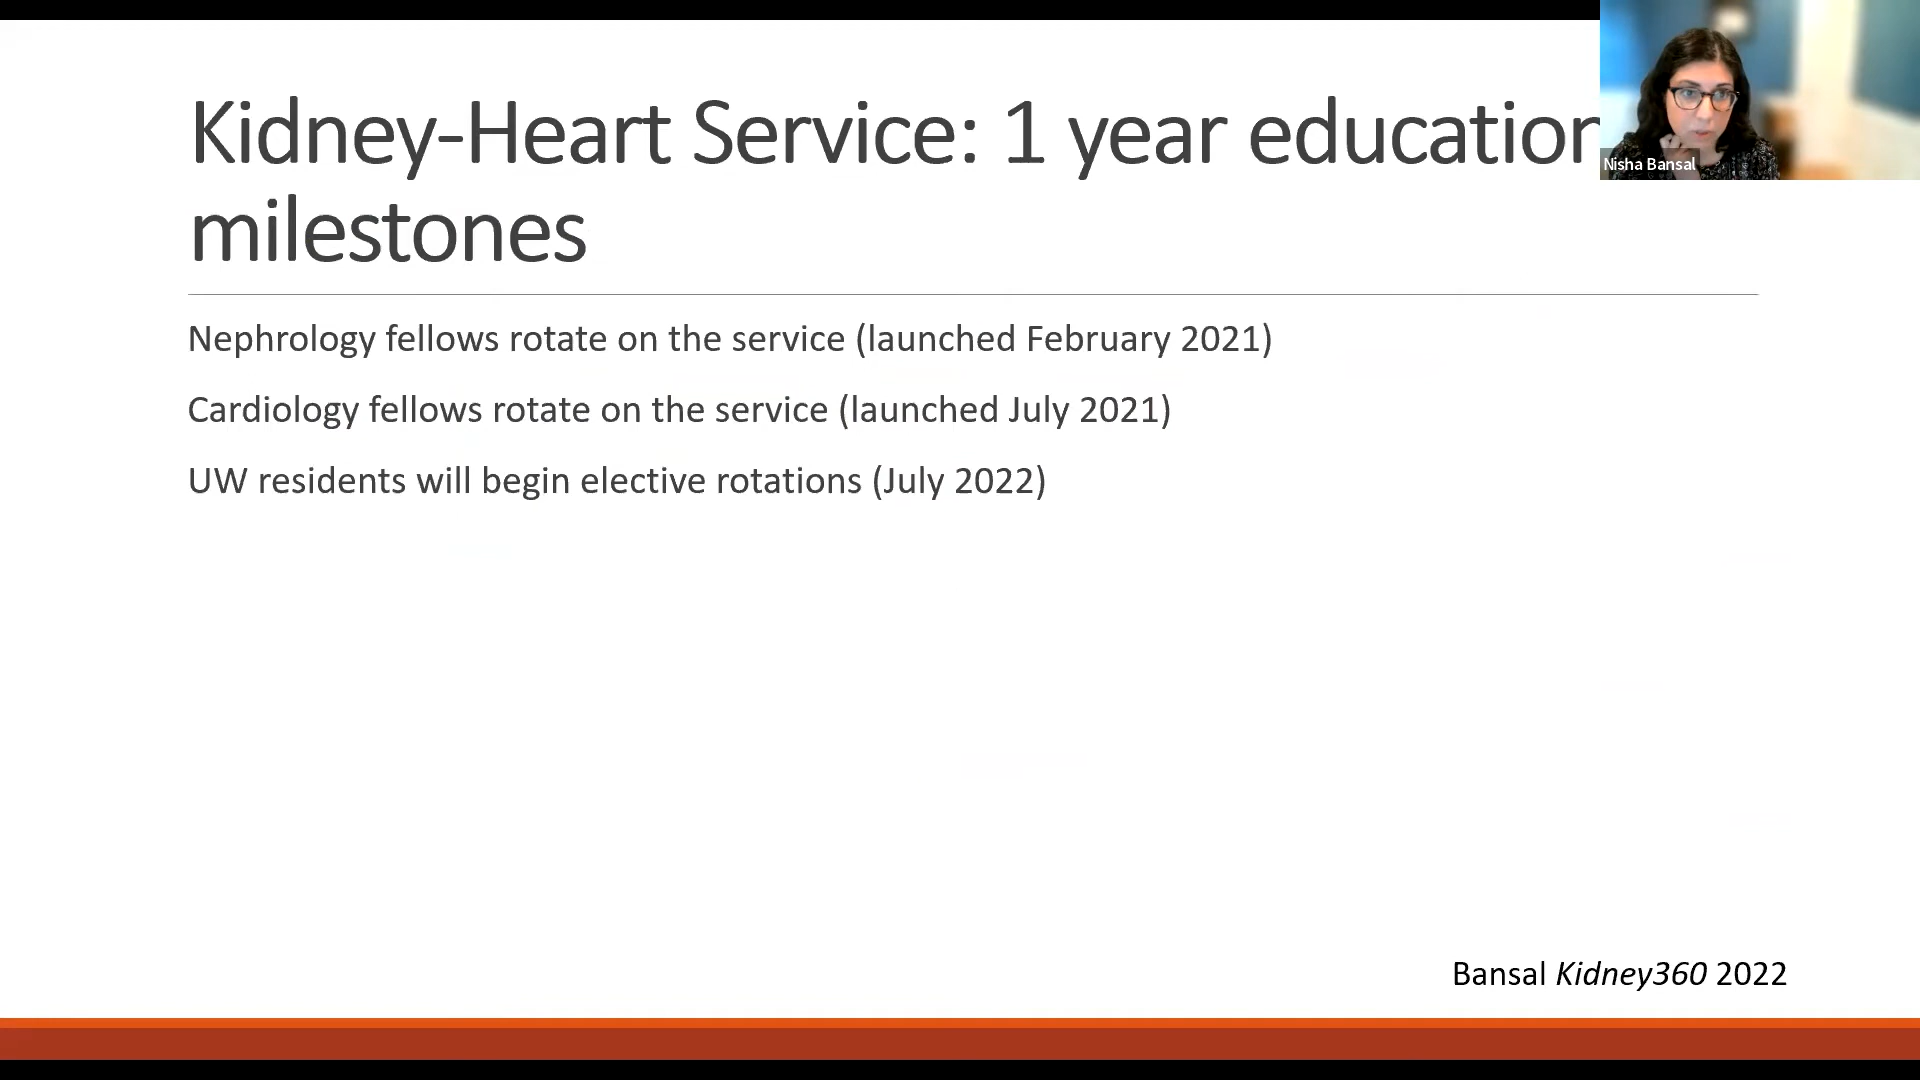 Kidney-Heart Service: 1 year education
milestones
Nisha Bansal
Nephrology fellows rotate on the service (launched February 2021)
Cardiology fellows rotate on the service (launched July 2021)
UW residents will begin elective rotations (July 2022)
Bansal Kidney360 2022